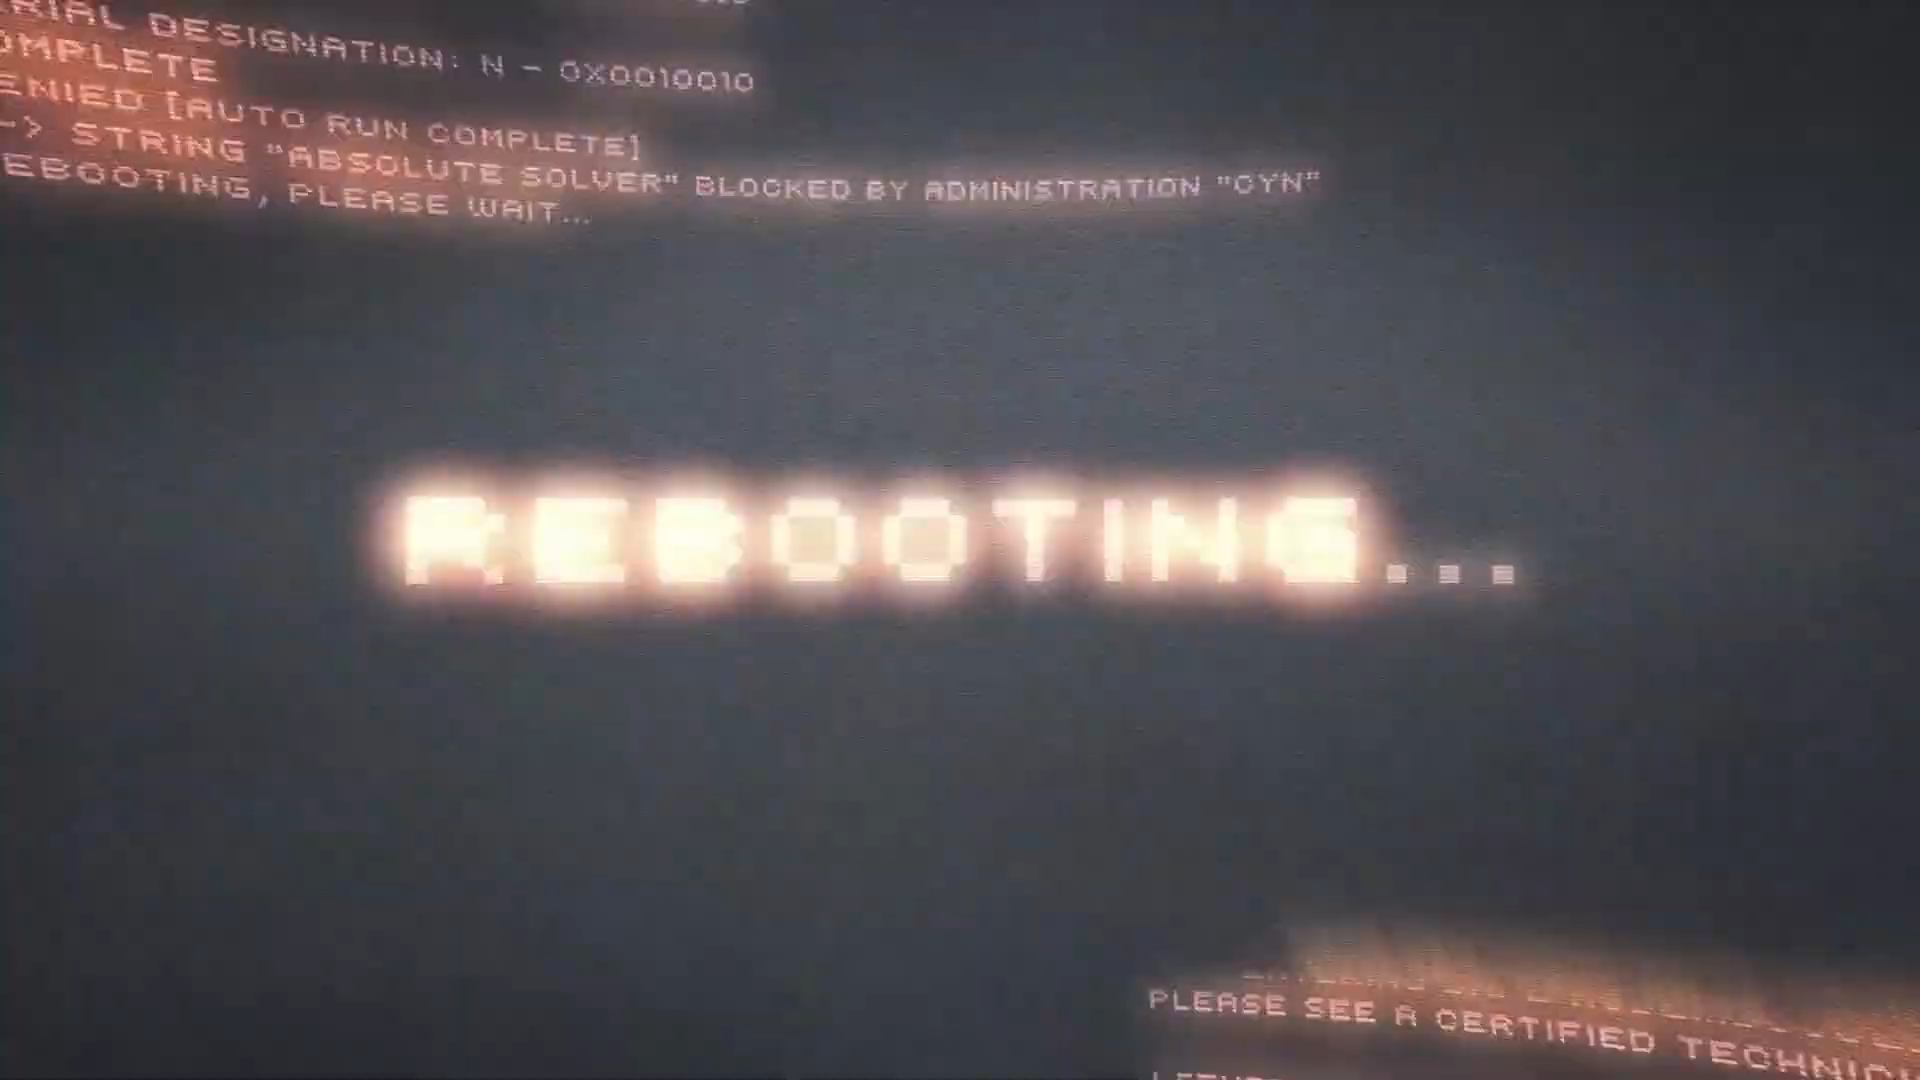 RIAL DESIGNATION: N - 0X0010010
OMPLETE
ENIED [AUTO RUN COMPLETE]
-> STRING "ABSOLUTE SOLVER" BLOCKED BY ADMINISTRATION "CYN"
EBOOTING, PLEASE WAIT...
REBOOTING...
PLEASE SEE A CERTIFIED TECHNIC